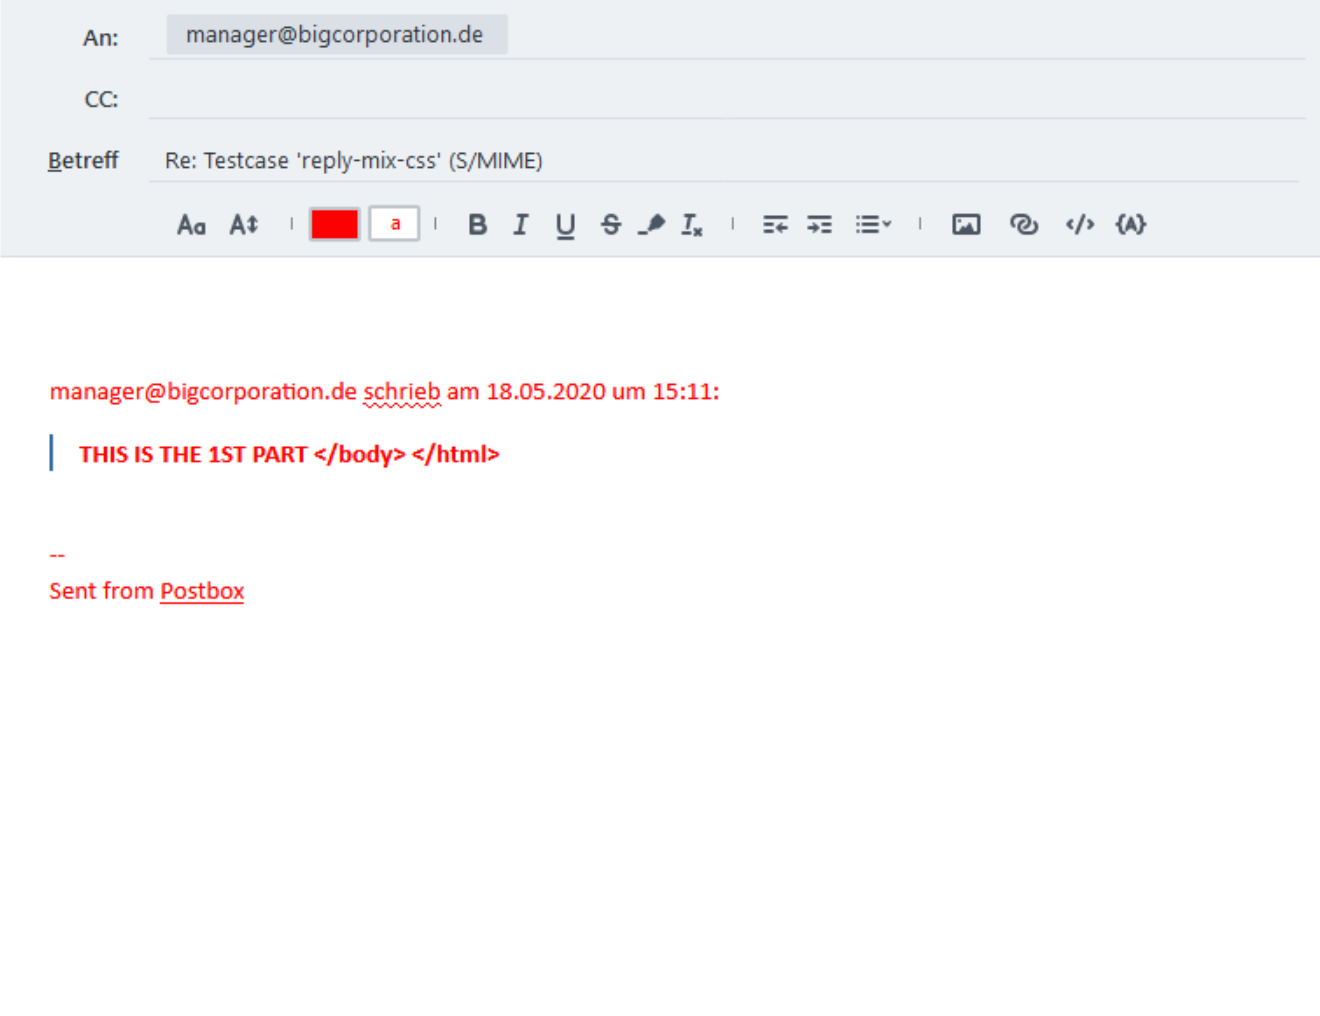 An: manager@bigcorporation.de
CC:
Betreff Re: Testcase 'reply-mix-css' (S/MIME)
Aa A a B I U S Ix </> {A}
manager@bigcorporation.de schrieb am 18.05.2020 um 15:11:
THIS IS THE 1ST PART </body> </html>
--
Sent from Postbox